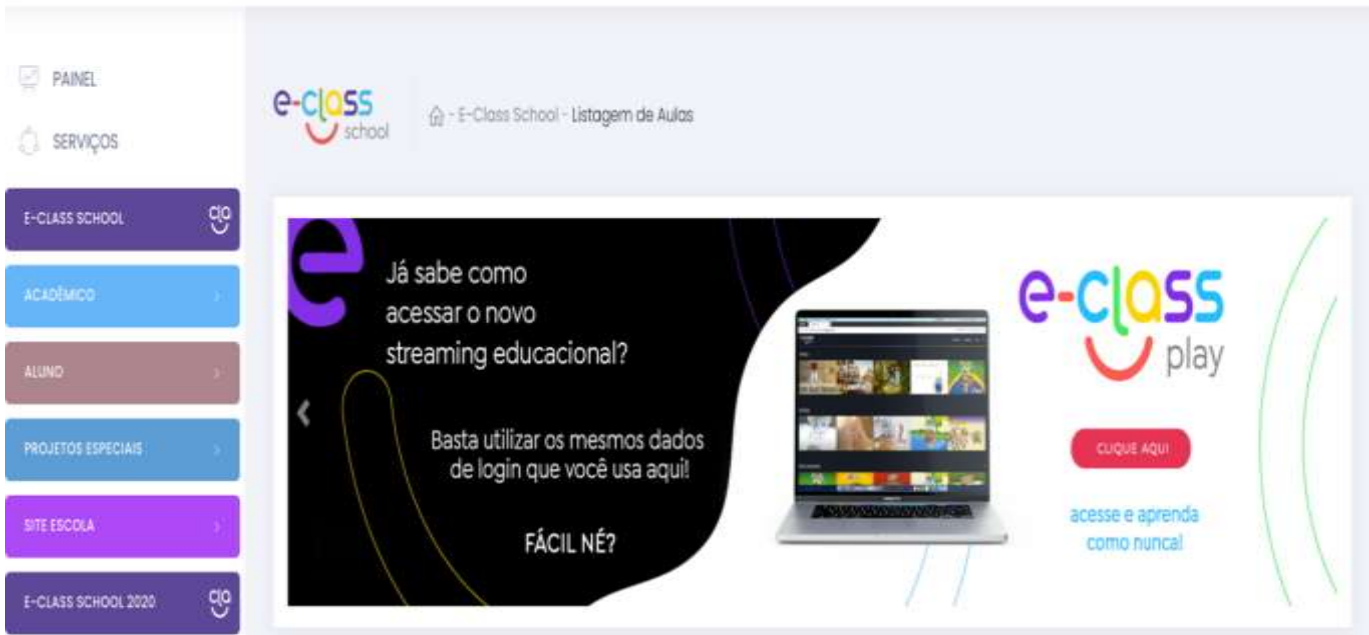 PAINEL
SERVIÇOS
E-CLASS SCHOOL
cla
ACADÊMICO
ALUNO
PROJETOS ESPECIAIS
SITE ESCOLA
E-CLASS SCHOOL 2020
cla
e-class
school
- E-Class School - Listagem de Aulas
e
Já sabe como
acessar o novo
streaming educacional?
Basta utilizar os mesmos dados
de login que você usa aqui!
FÁCIL NÉ?
e-class
play
CLIQUE AQUI
acesse e aprenda
como nunca!